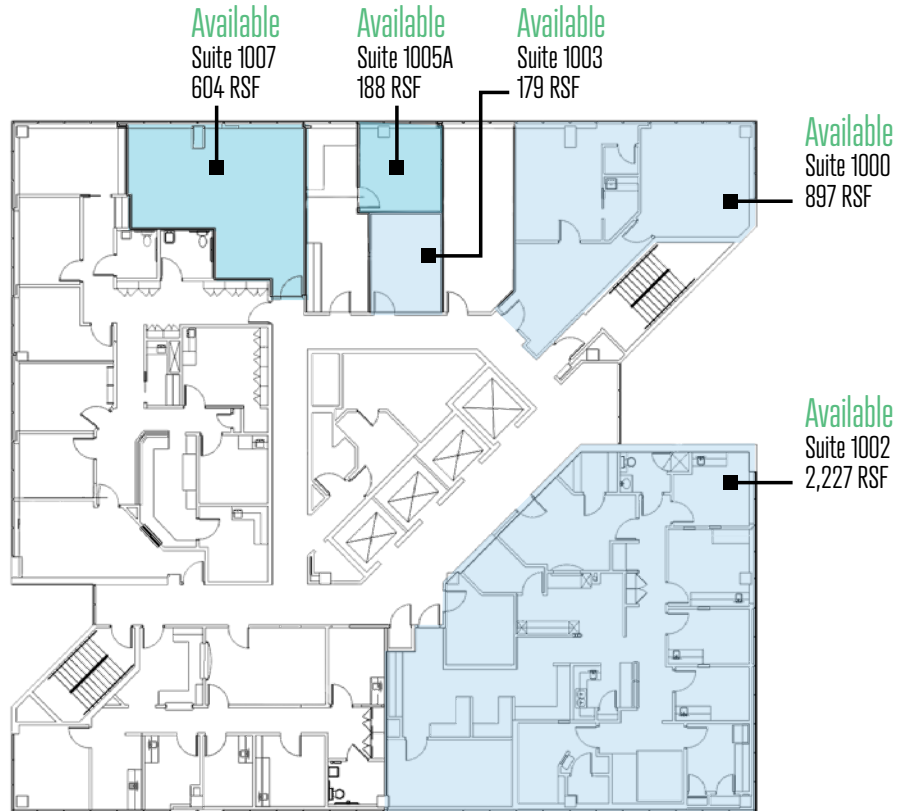 Available
Suite 1007
604 RSF
Available
Suite 1005A
188 RSF
Available
Suite 1003
179 RSF
Available
Suite 1000
897 RSF
Available
Suite 1002
2,227 RSF